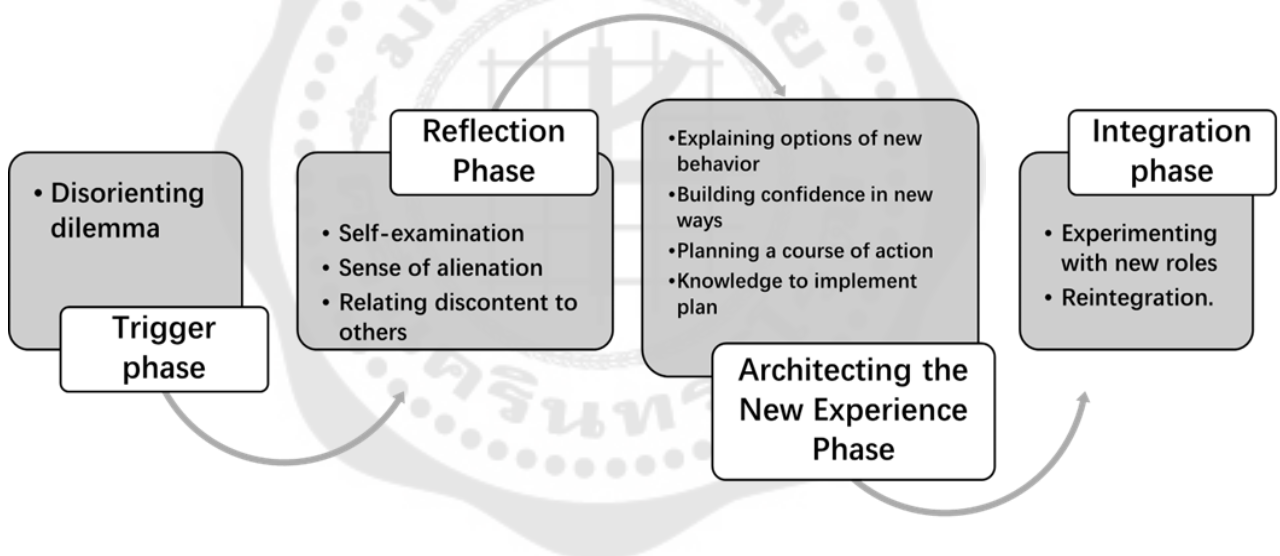 • Disorienting
dilemma
Trigger
phase
Reflection
Phase
• Self-examination
• Sense of alienation
• Relating discontent to
others
•Explaining options of new
behavior
•Building confidence in new
ways
•Planning a course of action
•Knowledge to implement
plan
Architecting the
New Experience
Phase
Integration
phase
• Experimenting
with new roles
• Reintegration.